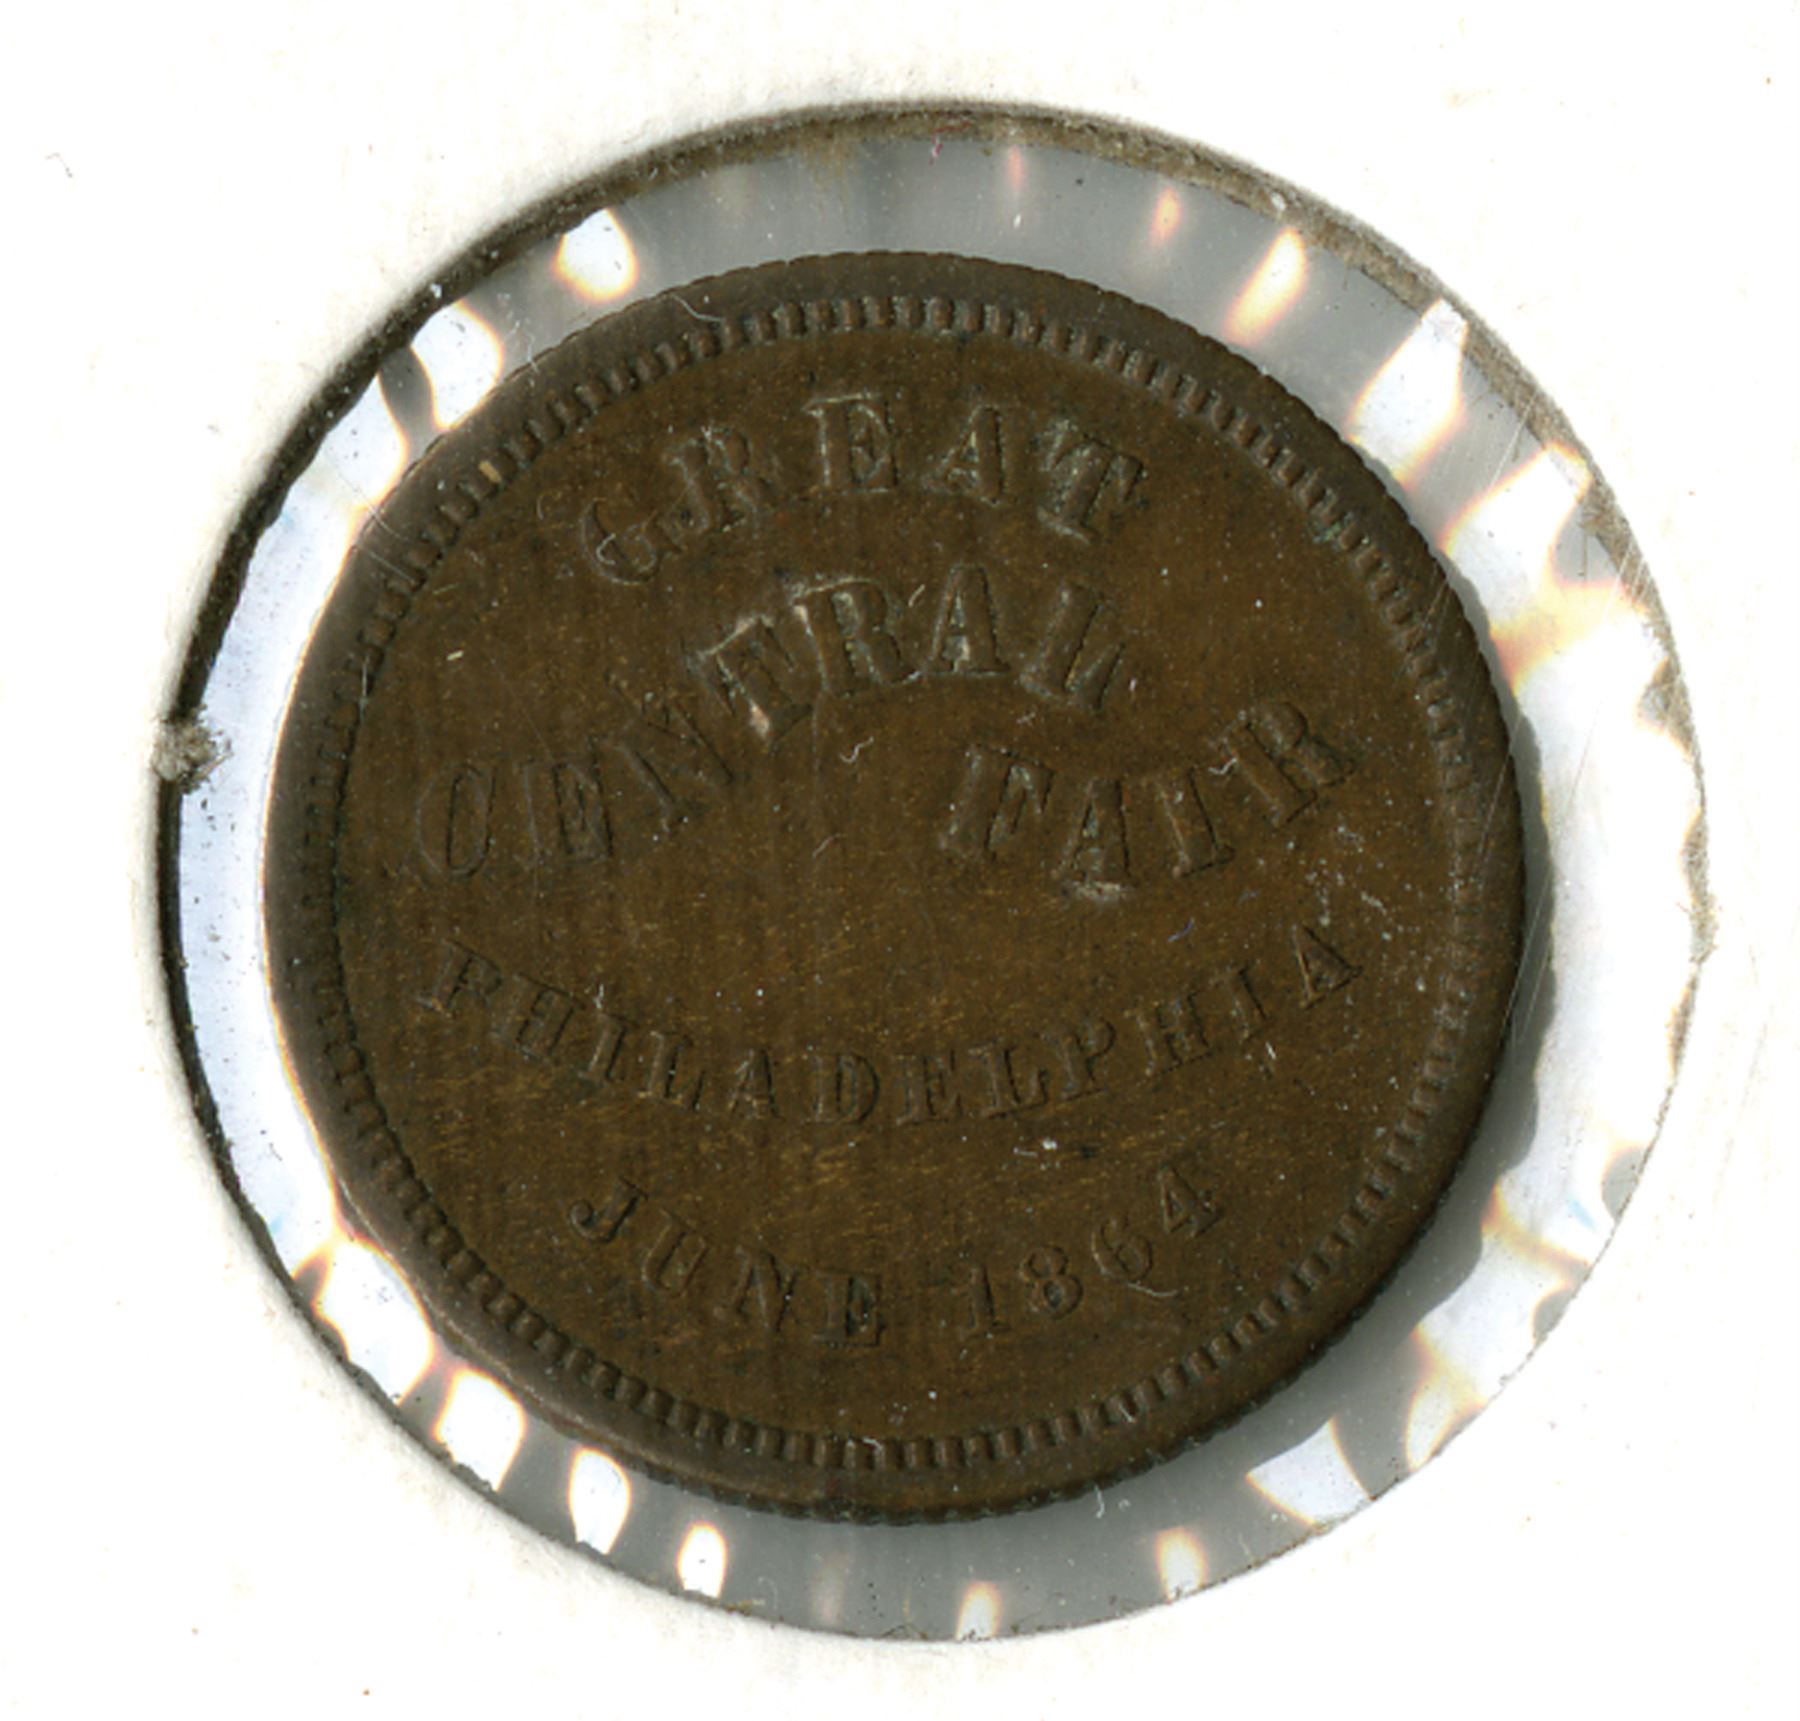 GREAT
CENTRAL FAIR
PHILADELPHIA
JUNE 1864